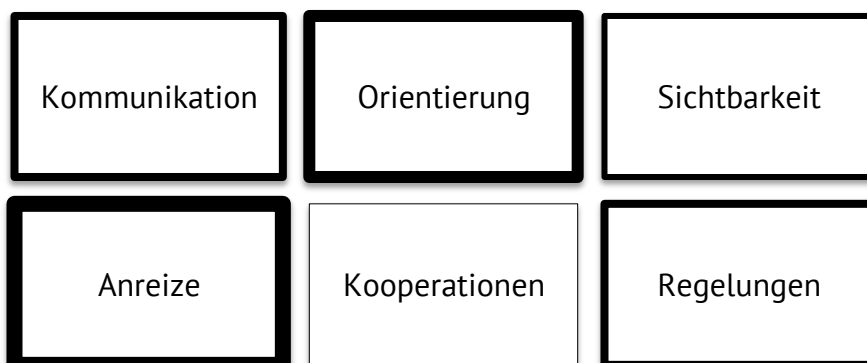 Kommunikation
Orientierung
Sichtbarkeit
Anreize
Kooperationen
Regelungen